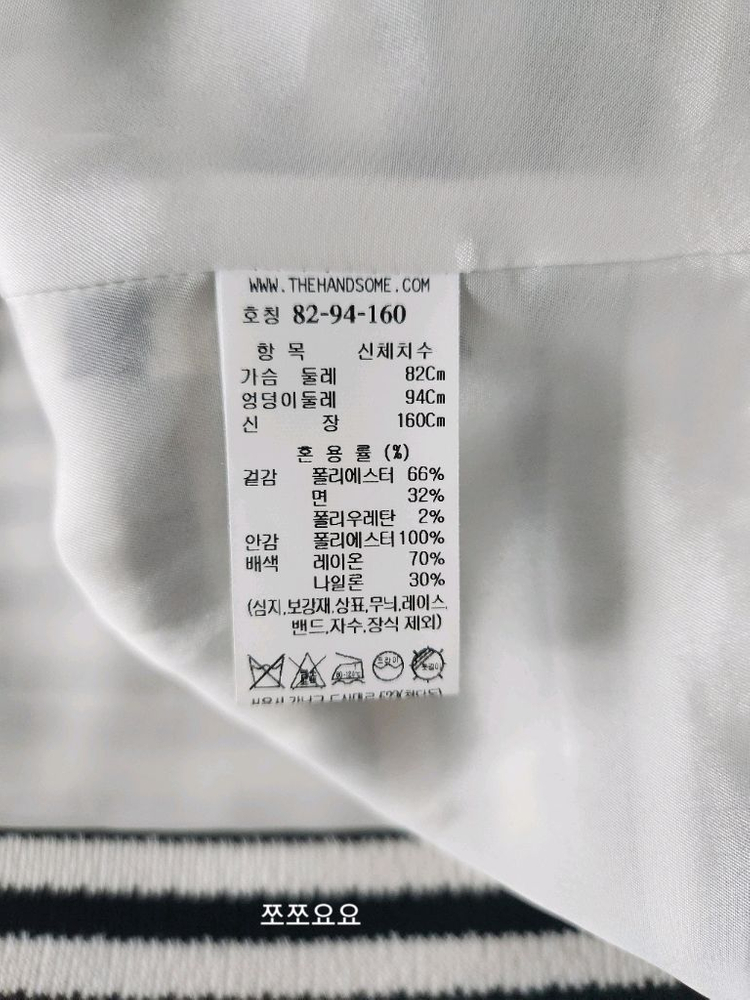 WWW.THEHANDSOME.COM
호칭 82-94-160
항 목 신체치수
가슴 둘레 82Cm
엉덩이둘레 94Cm
신 장 160Cm
혼 용 률 (%)
겉감 폴리에스터 66%
면 32%
폴리우레탄 2%
안감 폴리에스터 100%
배색 레이온 70%
나일론 30%
(심지,보강재,상표,무늬,레이스
밴드,자수,장식 제외)
드라이
쪼쪼요요